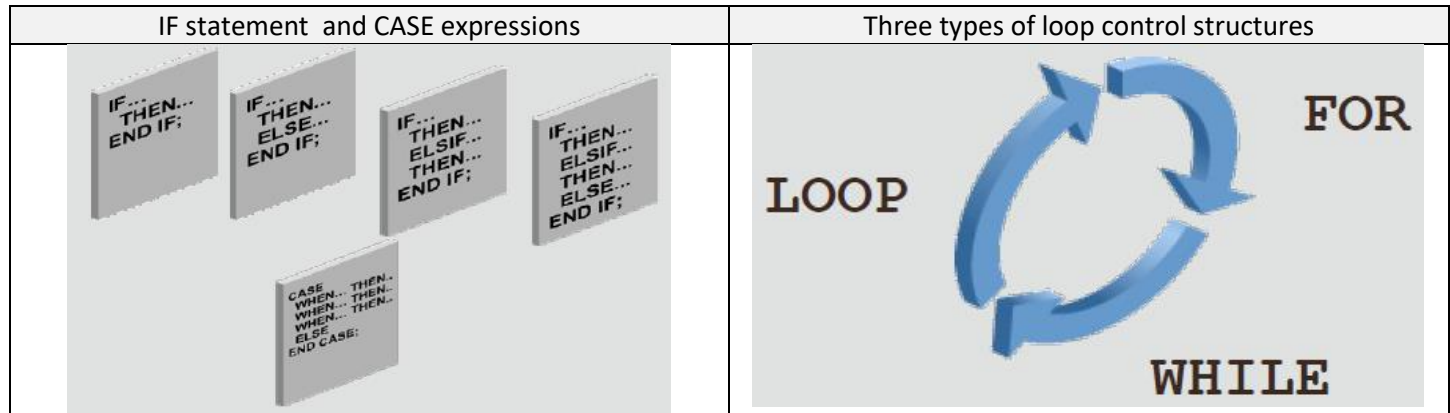 IF statement and CASE expressions
Three types of loop control structures
IF...
THEN...
END IF;
IF...
THEN...
ELSE...
END IF;
IF...
THEN...
ELSIF...
THEN...
END IF;
IF...
THEN...
ELSIF...
THEN...
ELSE...
END IF;
CASE
WHEN... THEN..
WHEN... THEN..
WHEN... THEN..
ELSE
END CASE;
FOR
LOOP
WHILE